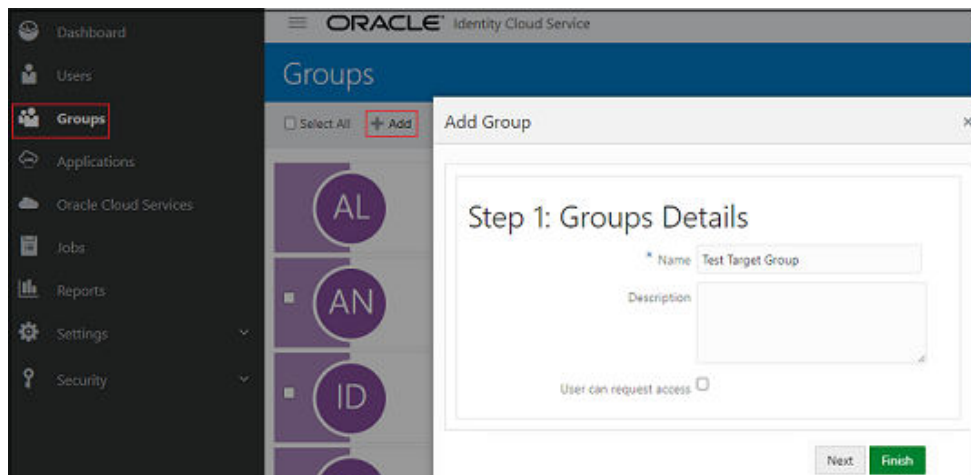 Dashboard
Users
Groups
Applications
Oracle Cloud Services
Jobs
Reports
Settings
Security
ORACLE Identity Cloud Service
Groups
Select All
+ Add
AL
AN
ID
Add Group
×
Step 1: Groups Details
* Name Test Target Group
Description
User can request access
Next Finish